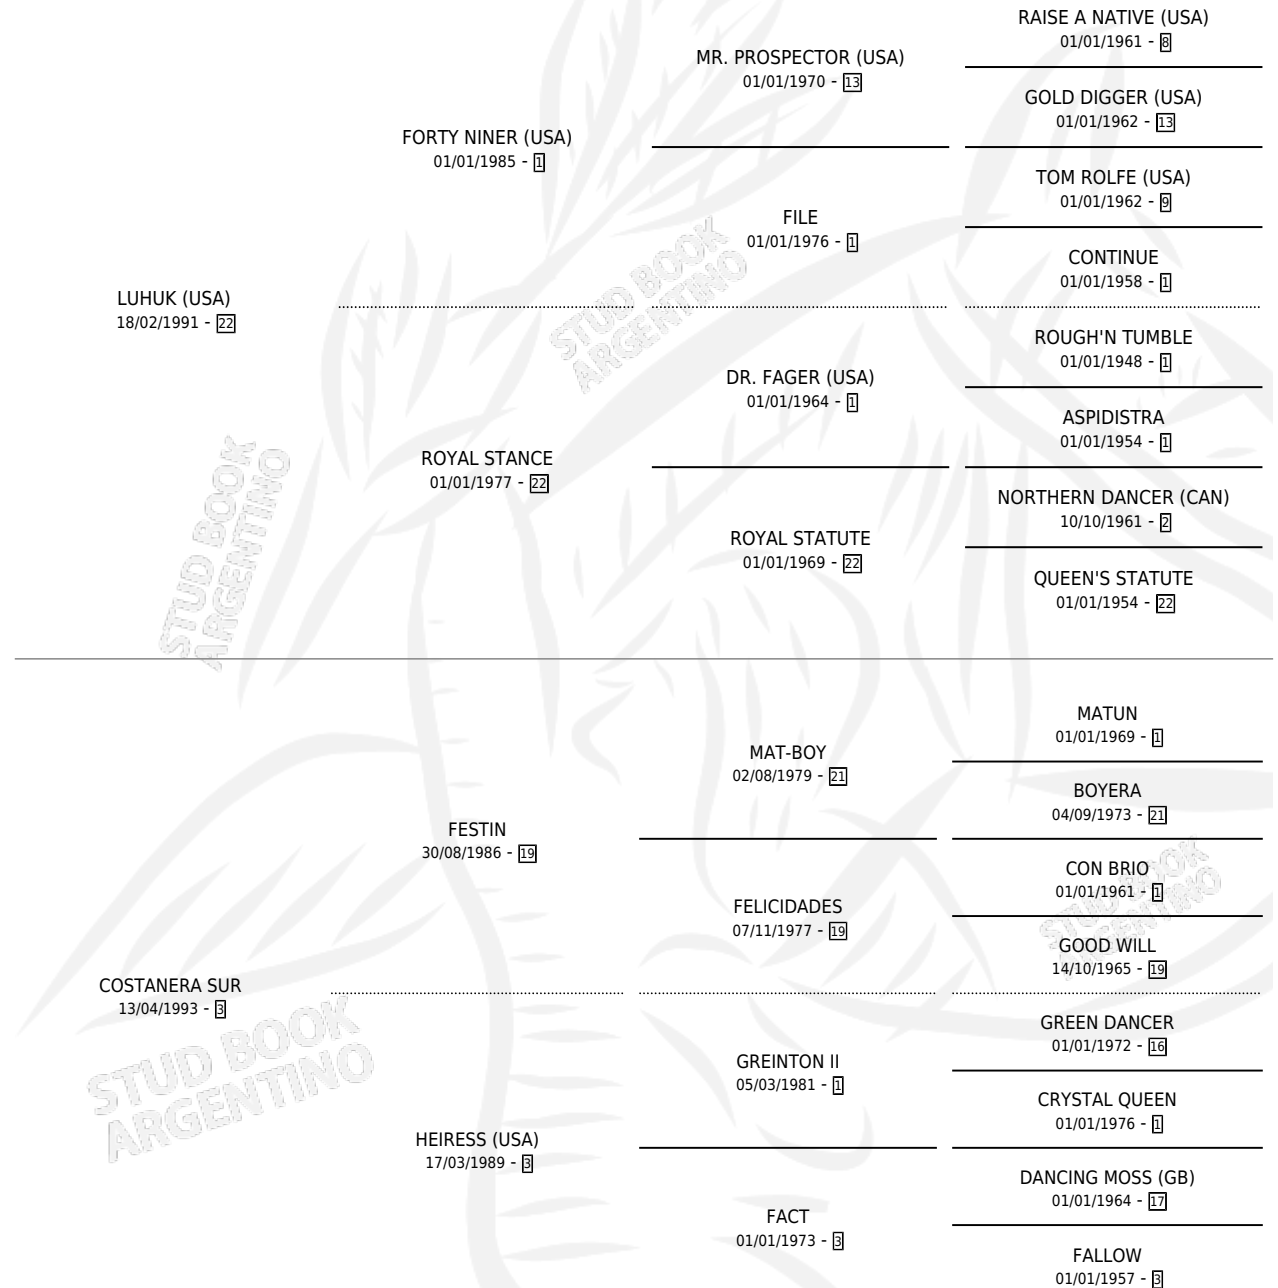 RAISE A NATIVE (USA)
01/01/1961 - 8
MR. PROSPECTOR (USA)
01/01/1970 - 13
GOLD DIGGER (USA)
01/01/1962 - 13
FORTY NINER (USA)
01/01/1985 - 1
TOM ROLFE (USA)
01/01/1962 - 9
FILE
01/01/1976 - 1
CONTINUE
01/01/1958 - 1
LUHUK (USA)
18/02/1991 - 22
ROUGH'N TUMBLE
01/01/1948 - 1
DR. FAGER (USA)
01/01/1964 - 1
ASPIDISTRA
01/01/1954 - 1
ROYAL STANCE
01/01/1977 - 22
NORTHERN DANCER (CAN)
10/10/1961 - 2
ROYAL STATUTE
01/01/1969 - 22
QUEEN'S STATUTE
01/01/1954 - 22
MATUN
01/01/1969 - 1
MAT-BOY
02/08/1979 - 21
BOYERA
04/09/1973 - 21
FESTIN
30/08/1986 - 19
CON BRIO
01/01/1961 - 1
FELICIDADES
07/11/1977 - 19
GOOD WILL
14/10/1965 - 19
COSTANERA SUR
13/04/1993 - 3
GREEN DANCER
01/01/1972 - 16
GREINTON II
05/03/1981 - 1
CRYSTAL QUEEN
01/01/1976 - 1
HEIRESS (USA)
17/03/1989 - 3
DANCING MOSS (GB)
01/01/1964 - 17
FACT
01/01/1973 - 3
FALLOW
01/01/1957 - 3
STUD BOOK
ARGENTINO
STUD BOOK
ARGENTINO
STUD BOOK
ARGENTINO
STUD BOOK
ARGENTINO